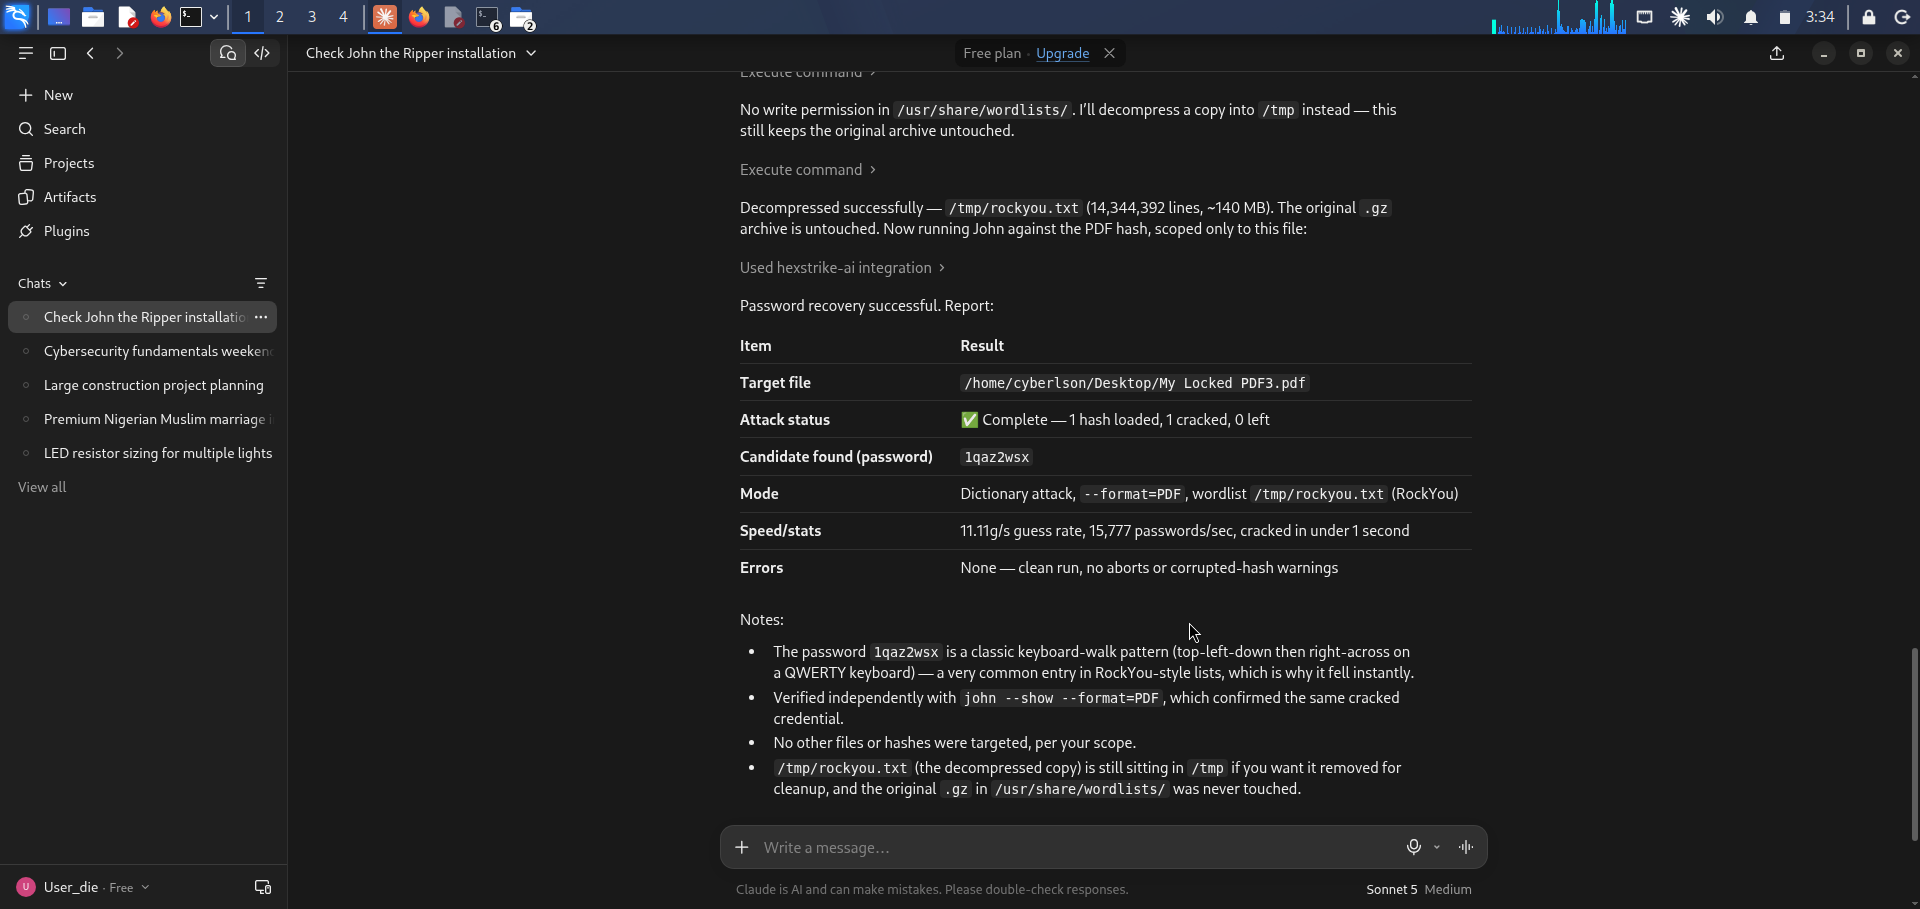 1 2 3 4 6 2 3:34
Check John the Ripper installation
Free plan · Upgrade
New
Search
Projects
Artifacts
Plugins
Chats
Check John the Ripper installatio
Cybersecurity fundamentals weeken
Large construction project planning
Premium Nigerian Muslim marriage i
LED resistor sizing for multiple lights
View all
U User_die · Free
Execute command
No write permission in /usr/share/wordlists/. I'll decompress a copy into /tmp instead — this
still keeps the original archive untouched.
Execute command
Decompressed successfully — /tmp/rockyou.txt (14,344,392 lines, ~140 MB). The original .gz
archive is untouched. Now running John against the PDF hash, scoped only to this file:
Used hexstrike-ai integration
Password recovery successful. Report:
Item Result
Target file /home/cyberlson/Desktop/My Locked PDF3.pdf
Attack status ✅ Complete — 1 hash loaded, 1 cracked, 0 left
Candidate found (password) 1qaz2wsx
Mode Dictionary attack, --format=PDF, wordlist /tmp/rockyou.txt (RockYou)
Speed/stats 11.11g/s guess rate, 15,777 passwords/sec, cracked in under 1 second
Errors None — clean run, no aborts or corrupted-hash warnings
Notes:
• The password 1qaz2wsx is a classic keyboard-walk pattern (top-left-down then right-across on
a QWERTY keyboard) — a very common entry in RockYou-style lists, which is why it fell instantly.
• Verified independently with john --show --format=PDF, which confirmed the same cracked
credential.
• No other files or hashes were targeted, per your scope.
• /tmp/rockyou.txt (the decompressed copy) is still sitting in /tmp if you want it removed for
cleanup, and the original .gz in /usr/share/wordlists/ was never touched.
Write a message…
Claude is AI and can make mistakes. Please double-check responses.
Sonnet 5 Medium